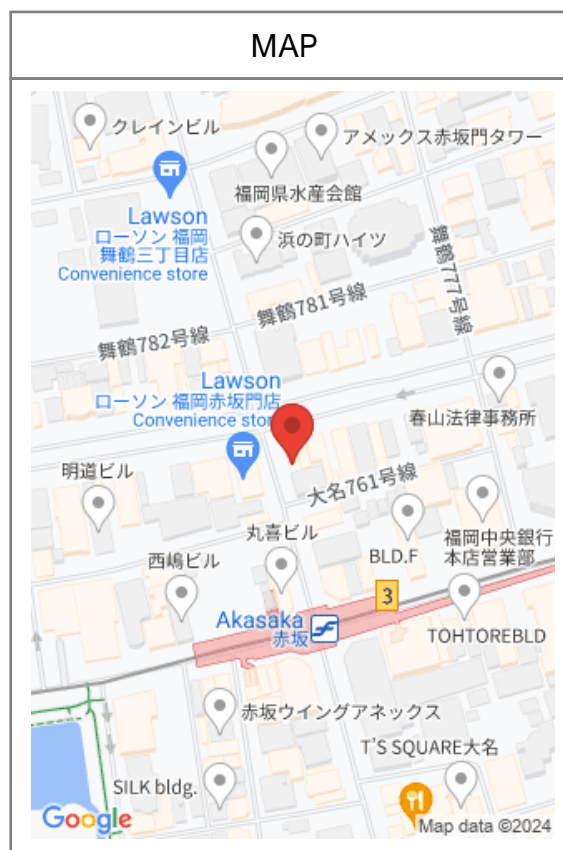 MAP
クレインビル
アメックス赤坂門タワー
福岡県水産会館
Lawson
ローソン 福岡
舞鶴三丁目店
Convenience store
浜の町ハイツ
舞鶴777号線
舞鶴781号線
舞鶴782号線
Lawson
ローソン 福岡赤坂門店
Convenience stor
春山法律事務所
明道ビル
大名761号線
丸喜ビル
西嶋ビル
BLD.F
福岡中央銀行
本店営業部
3
Akasaka
赤坂
TOHTOREBLD
赤坂ウイングアネックス
T'S SQUARE大名
SILK bldg.
Google
Map data ©2024